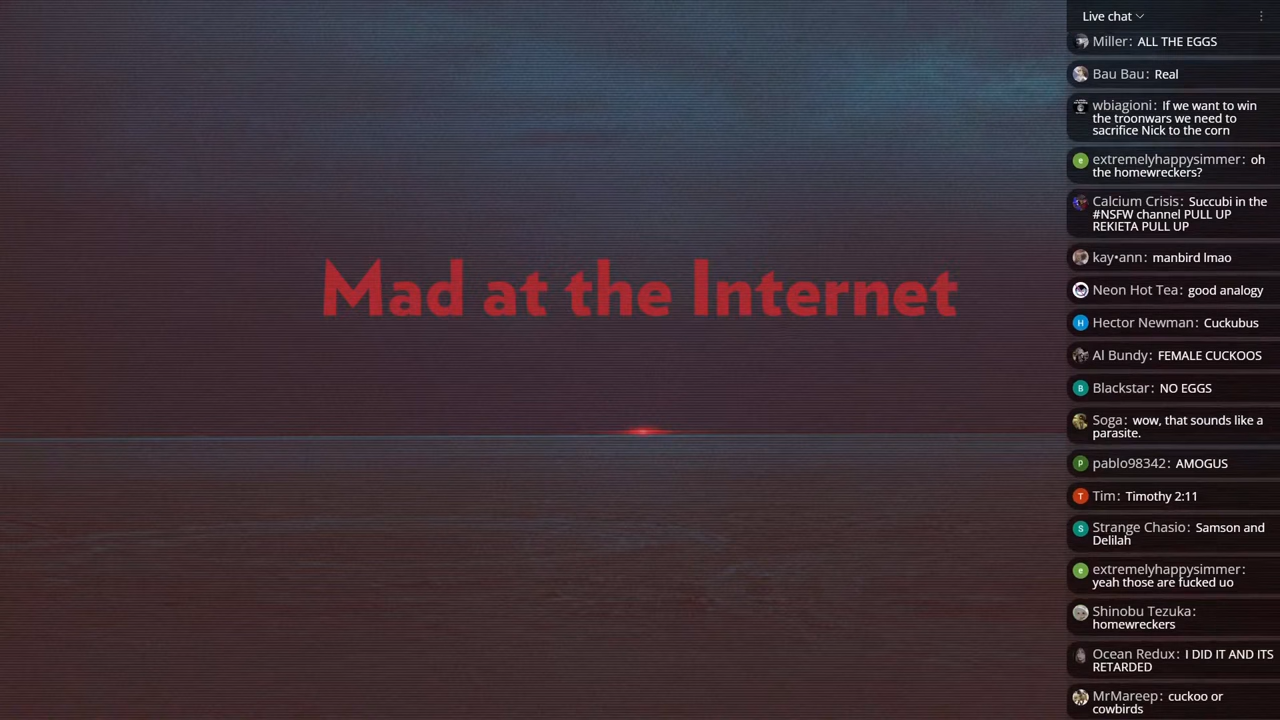 Mad at the Internet
Live chat
Miller: ALL THE EGGS
Bau Bau: Real
wbiagioni: If we want to win
the troonwars we need to
sacrifice Nick to the corn
extremelyhappysimmer: oh
the homewreckers?
Calcium Crisis: Succubi in the
#NSFW channel PULL UP
REKIETA PULL UP
kay•ann: manbird lmao
Neon Hot Tea: good analogy
H
Hector Newman: Cuckubus
Al Bundy: FEMALE CUCKOOS
B
Blackstar: NO EGGS
Soga: wow, that sounds like a
parasite.
P
pablo98342: AMOGUS
T
Tim: Timothy 2:11
S
Strange Chasio: Samson and
Delilah
e
extremelyhappysimmer:
yeah those are fucked uo
Shinobu Tezuka:
homewreckers
Ocean Redux: I DID IT AND ITS
RETARDED
MrMareep: cuckoo or
cowbirds